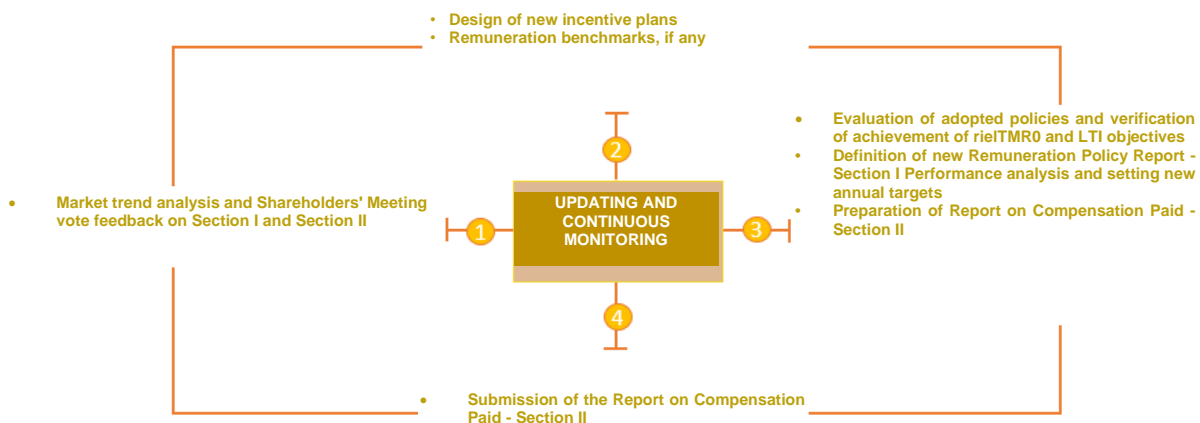 • Design of new incentive plans
• Remuneration benchmarks, if any
• Evaluation of adopted policies and verification
of achievement of rielTMR0 and LTI objectives
• Definition of new Remuneration Policy Report -
Section I Performance analysis and setting new
annual targets
• Preparation of Report on Compensation Paid -
Section II
2
• Market trend analysis and Shareholders' Meeting
vote feedback on Section I and Section II
UPDATING AND
CONTINUOUS
MONITORING
1
3
4
• Submission of the Report on Compensation
Paid - Section II